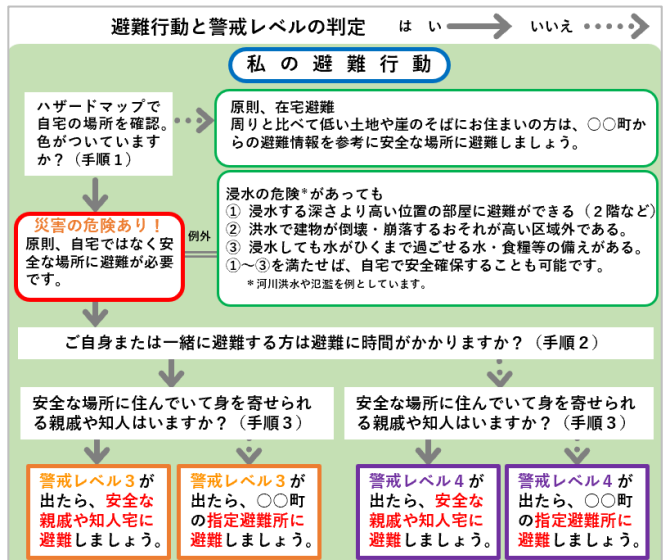 避難行動と警戒レベルの判定 は い いいえ
私の避難行動
ハザードマップで
自宅の場所を確認。
色がついています
か？（手順１）
原則、在宅避難
周りと比べて低い土地や崖のそばにお住まいの方は、○○町か
らの避難情報を参考に安全な場所に避難しましょう。
災害の危険あり！
原則、自宅ではなく安
全な場所に避難が必要
です。
例外
浸水の危険*があっても
① 浸水する深さより高い位置の部屋に避難ができる（２階など）
② 洪水で建物が倒壊・崩落するおそれが高い区域外である。
③ 浸水しても水がひくまで過ごせる水・食糧等の備えがある。
①～③を満たせば、自宅で安全確保することも可能です。
＊河川洪水や氾濫を例としています。
ご自身または一緒に避難する方は避難に時間がかかりますか？（手順２）
安全な場所に住んでいて身を寄せられ
る親戚や知人はいますか？（手順３）
安全な場所に住んでいて身を寄せられ
る親戚や知人はいますか？（手順３）
警戒レベル３が
出たら、安全な
親戚や知人宅に
避難しましょう。
警戒レベル３が
出たら、○○町
の指定避難所に
避難しましょう。
警戒レベル４が
出たら、安全な
親戚や知人宅に
避難しましょう。
警戒レベル４が
出たら、○○町
の指定避難所に
避難しましょう。